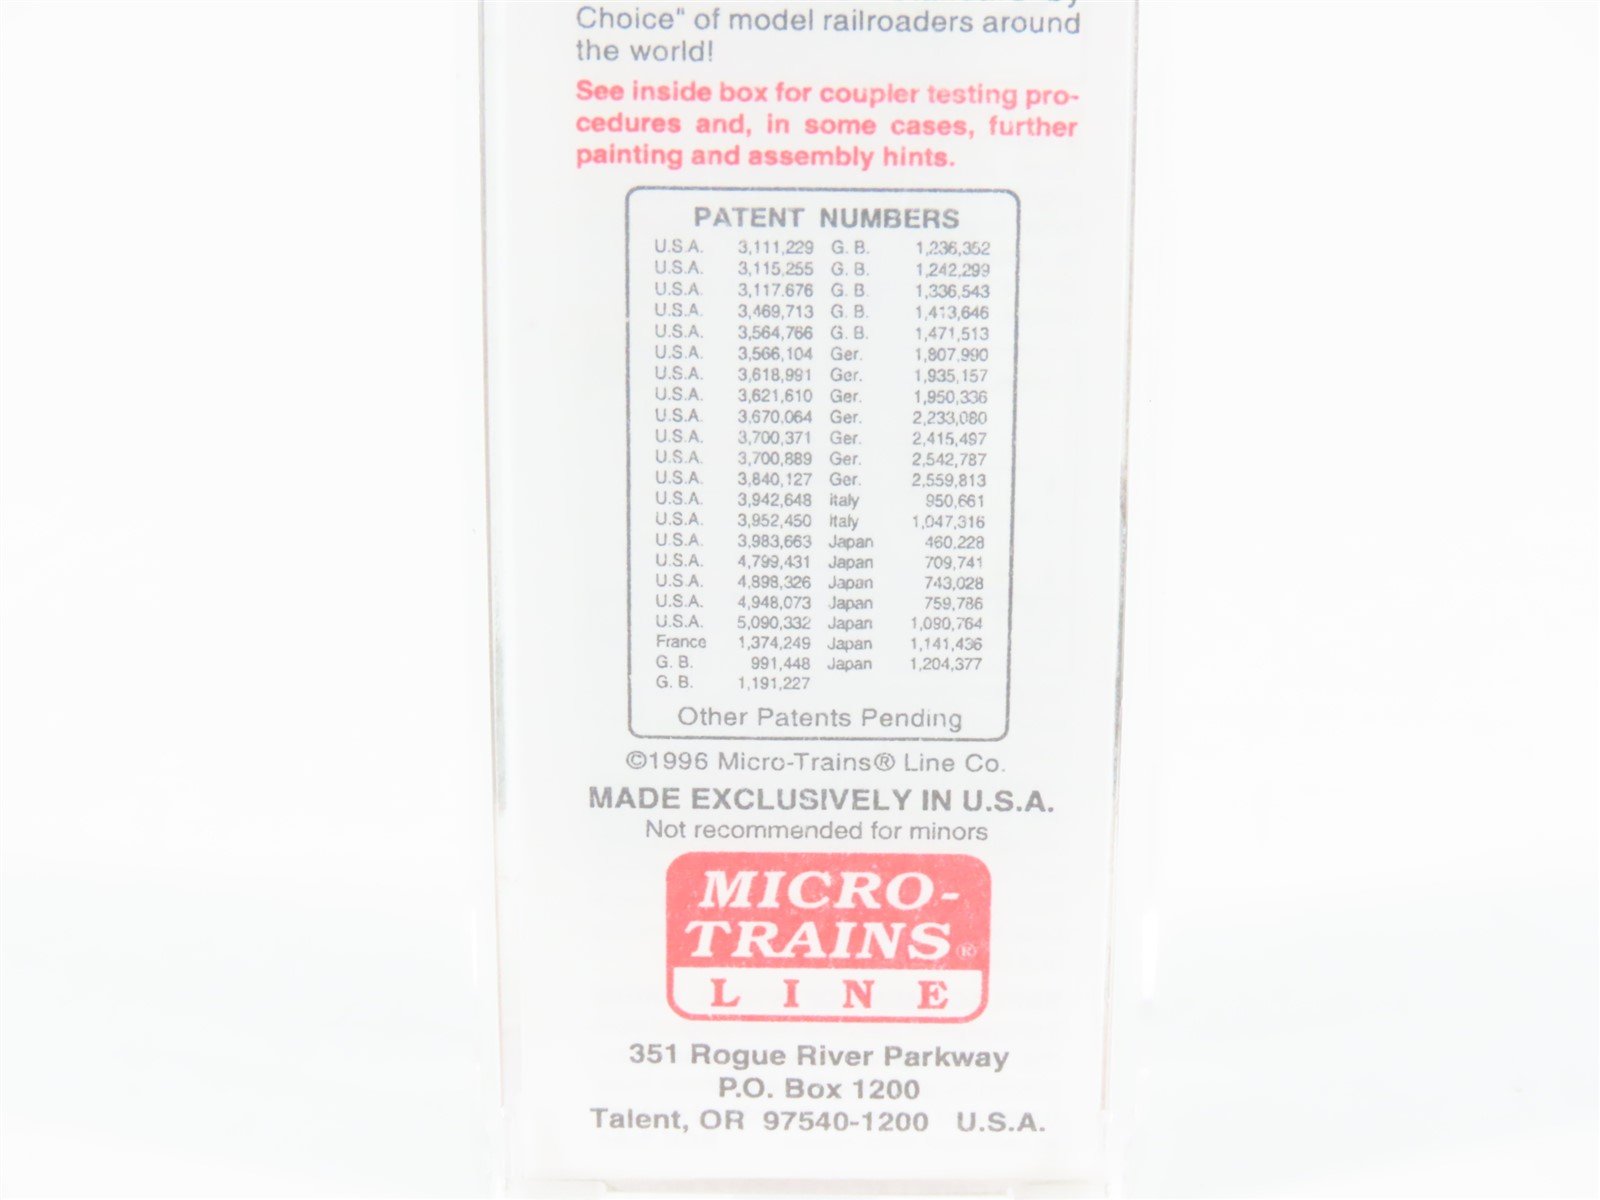 Choice" of model railroaders around
the world!
See inside box for coupler testing pro-
cedures and, in some cases, further
painting and assembly hints.
PATENT NUMBERS
U.S.A. 3,111,229 G. B. 1,236,352
U.S.A. 3,115,255 G. B. 1,242,299
U.S.A. 3,117.676 G. B. 1,336,543
U.S.A. 3,469,713 G. B. 1,413,646
U.S.A. 3,564,766 G. B. 1,471,513
U.S.A. 3,566,104 Ger. 1,807,990
U.S.A. 3,618,991 Ger. 1,935,157
U.S.A. 3,621,610 Ger. 1,950,336
U.S.A. 3,670,064 Ger. 2,233,080
U.S.A. 3,700,371 Ger. 2,415,497
U.S.A. 3,700,889 Ger. 2,542,787
U.S.A. 3,840,127 Ger. 2,559,813
U.S.A. 3,942,648 Italy 950,661
U.S.A. 3,952,450 Italy 1,047,316
U.S.A. 3,983,663 Japan 460,228
U.S.A. 4,799,431 Japan 709,741
U.S.A. 4,898,326 Japan 743,028
U.S.A. 4,948,073 Japan 759,786
U.S.A. 5,090,332 Japan 1,090,764
France 1,374,249 Japan 1,141,436
G. B. 991,448 Japan 1,204,377
G. B. 1,191,227
Other Patents Pending
©1996 Micro-Trains® Line Co.
MADE EXCLUSIVELY IN U.S.A.
Not recommended for minors
MICRO-
TRAINS®
LINE
351 Rogue River Parkway
P.O. Box 1200
Talent, OR 97540-1200 U.S.A.